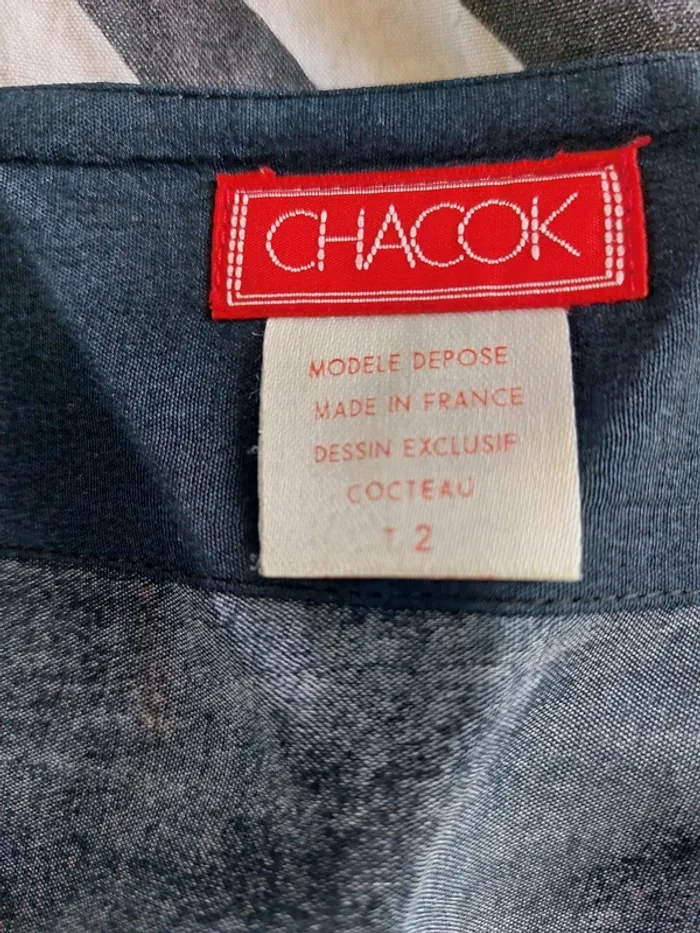 CHACOK
MODELE DEPOSE
MADE IN FRANCE
DESSIN EXCLUSIF
COCTEAU
T 2